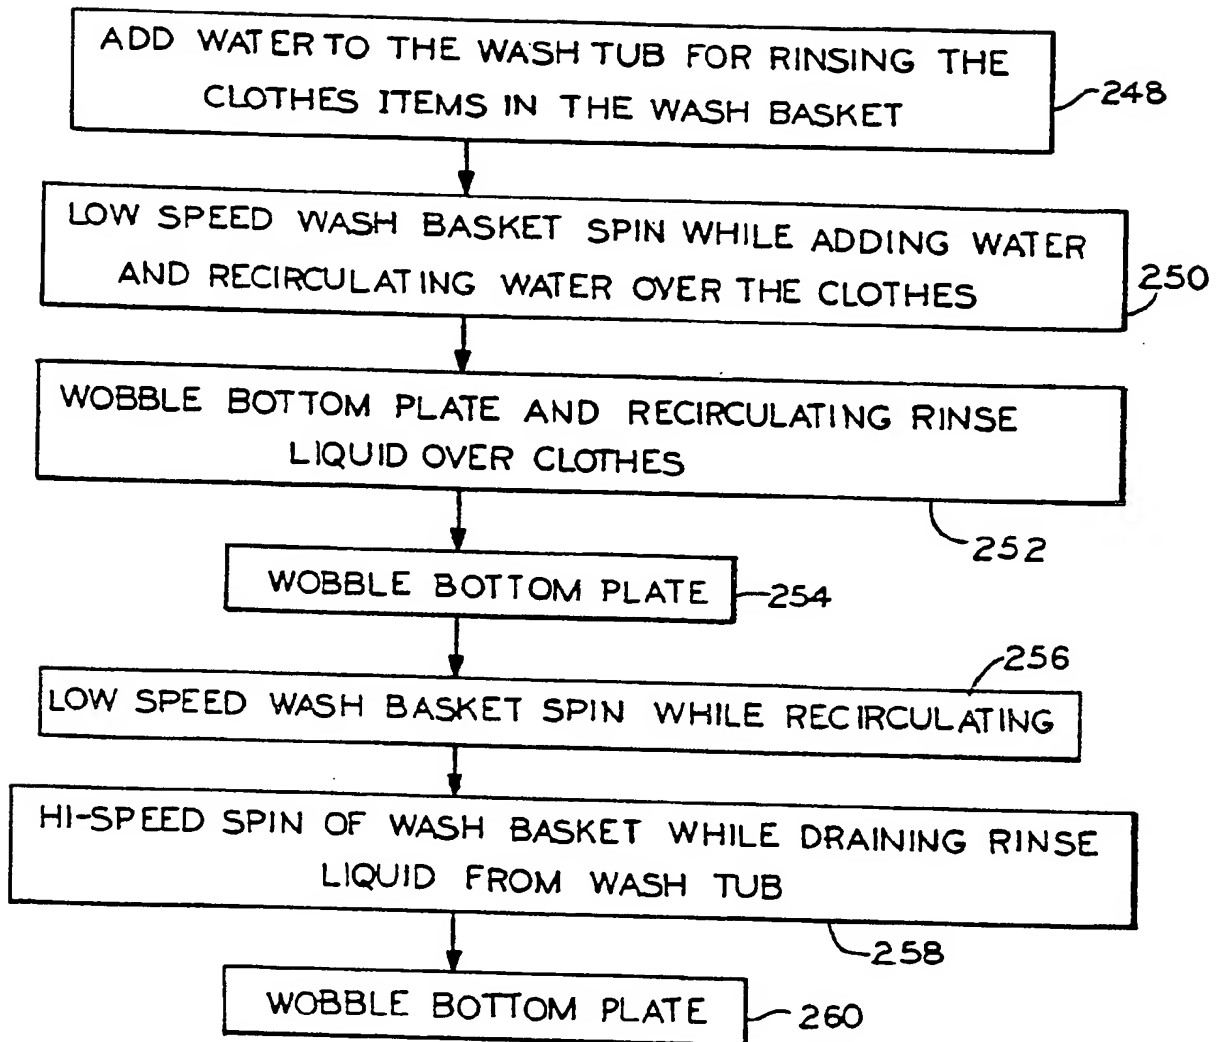 ADD WATER TO THE WASH TUB FOR RINSING THE
CLOTHES ITEMS IN THE WASH BASKET
248
LOW SPEED WASH BASKET SPIN WHILE ADDING WATER
AND RECIRCULATING WATER OVER THE CLOTHES
250
WOBBLE BOTTOM PLATE AND RECIRCULATING RINSE
LIQUID OVER CLOTHES
252
WOBBLE BOTTOM PLATE
254
256
LOW SPEED WASH BASKET SPIN WHILE RECIRCULATING
HI-SPEED SPIN OF WASH BASKET WHILE DRAINING RINSE
LIQUID FROM WASH TUB
258
WOBBLE BOTTOM PLATE
260